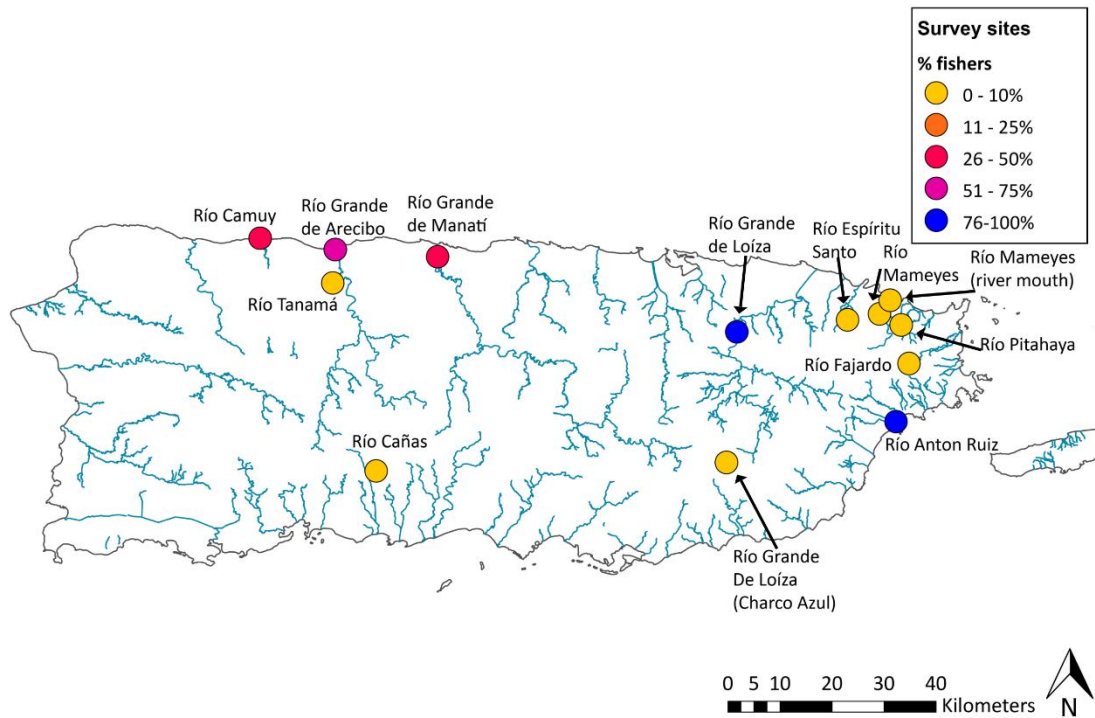 Survey sites
% fishers
0 - 10%
11 - 25%
26 - 50%
51 - 75%
76-100%
Río Camuy
Río Grande
de Arecibo
Río Grande
de Manatí
Río Tanamá
Río Grande
de Loíza
Río Espíritu
Santo
Río
Mameyes
Río Mameyes
(river mouth)
Río Pitahaya
Río Fajardo
Río Anton Ruiz
Río Cañas
Río Grande
De Loíza
(Charco Azul)
0 5 10 20 30 40
Kilometers
N